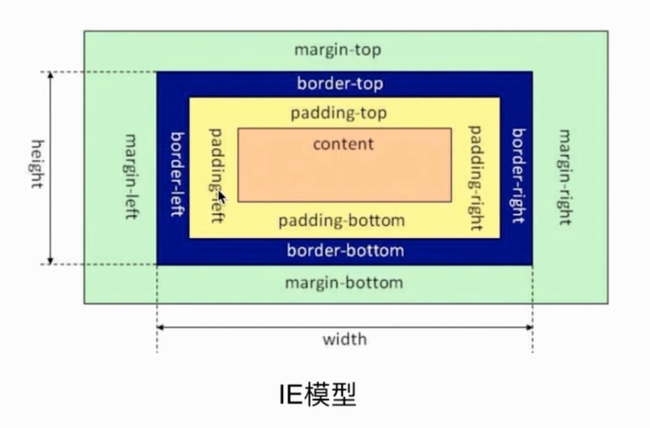 margin-top
border-top
padding-top
content
height
margin-left
border-left
padding-left
padding-right
border-right
margin-right
padding-bottom
border-bottom
margin-bottom
width
IE模型